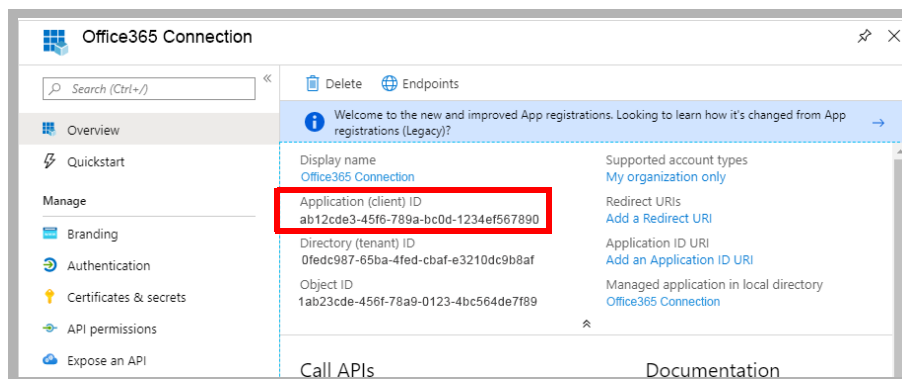 Office365 Connection
Search (Ctrl+/)
Overview
Quickstart
Manage
Branding
Authentication
Certificates & secrets
API permissions
Expose an API
Delete
Endpoints
Welcome to the new and improved App registrations. Looking to learn how it's changed from App
registrations (Legacy)?
Display name
Office365 Connection
Application (client) ID
ab12cde3-45f6-789a-bc0d-1234ef567890
Directory (tenant) ID
0fedc987-65ba-4fed-cbaf-e3210dc9b8af
Object ID
1ab23cde-456f-78a9-0123-4bc564de7f89
Supported account types
My organization only
Redirect URIs
Add a Redirect URI
Application ID URI
Add an Application ID URI
Managed application in local directory
Office365 Connection
Call APIs
Documentation